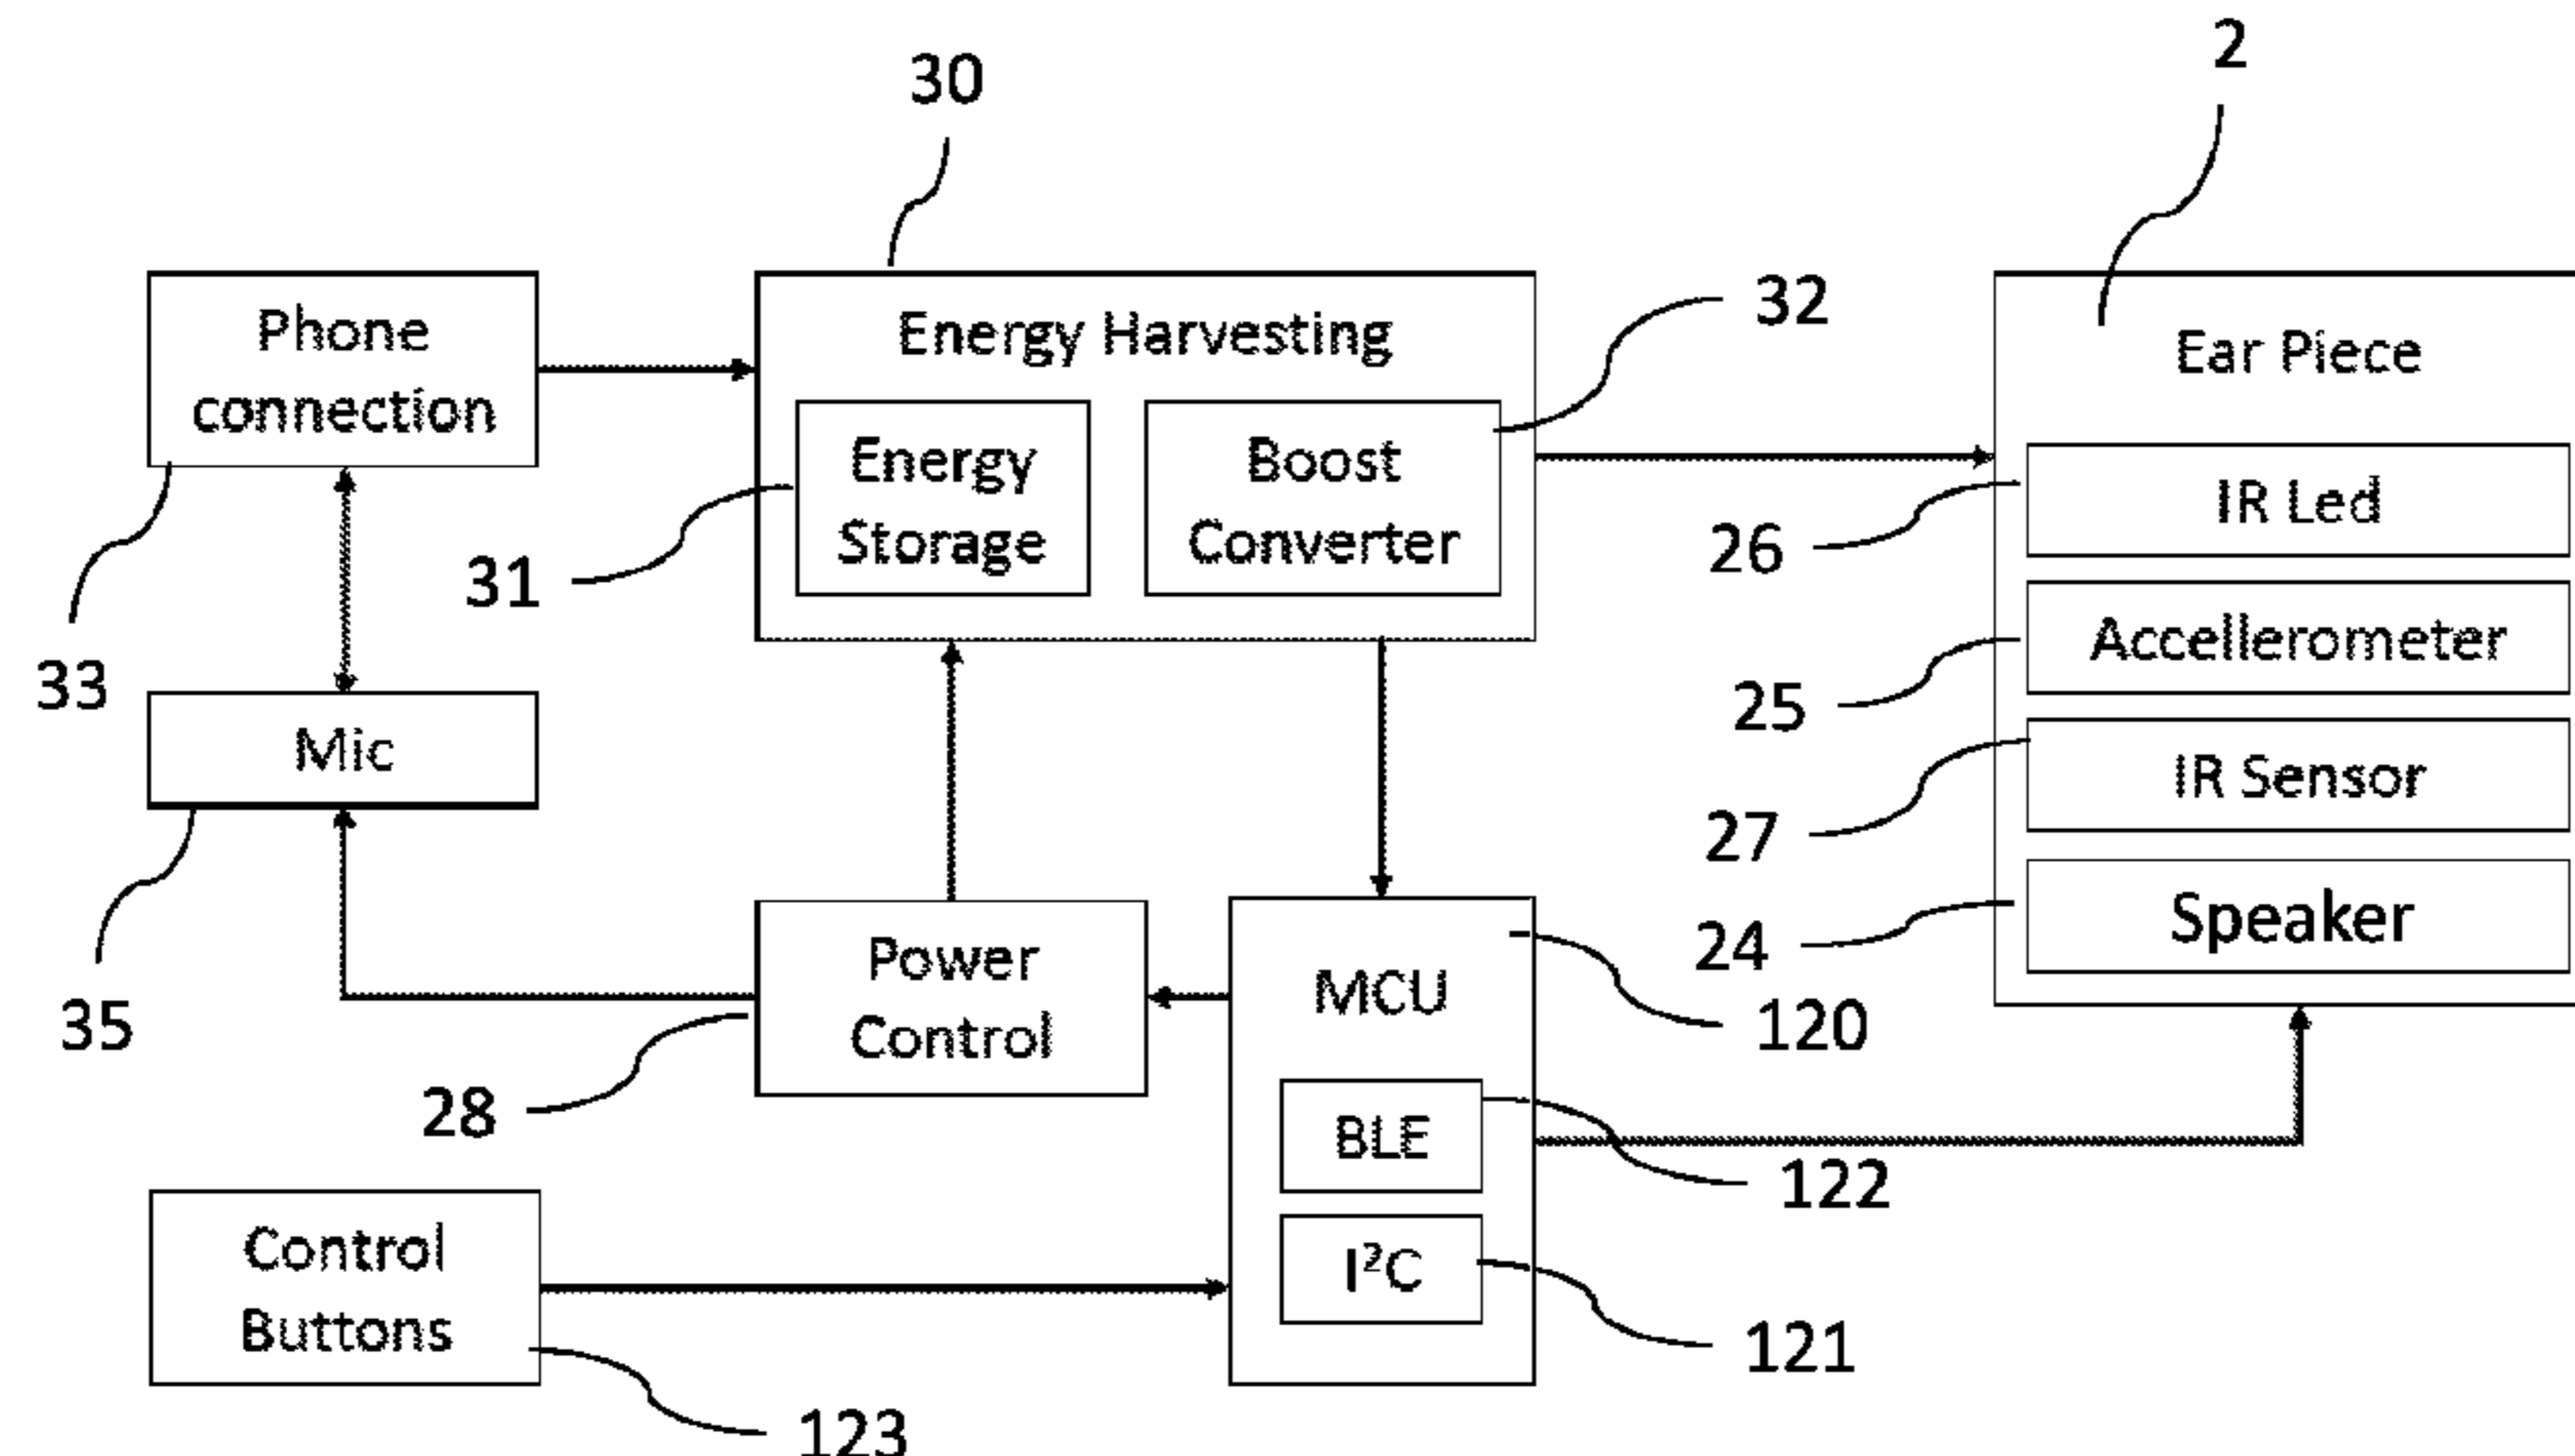 30
2
Phone
connection
Energy Harvesting
32
Ear Piece
Energy
Storage
Boost
Converter
IR Led
31
26
33
Accellerometer
25
Mic
IR Sensor
27
Speaker
24
35
Power
Control
28
MCU
120
BLE
122
I²C
121
Control
Buttons
123